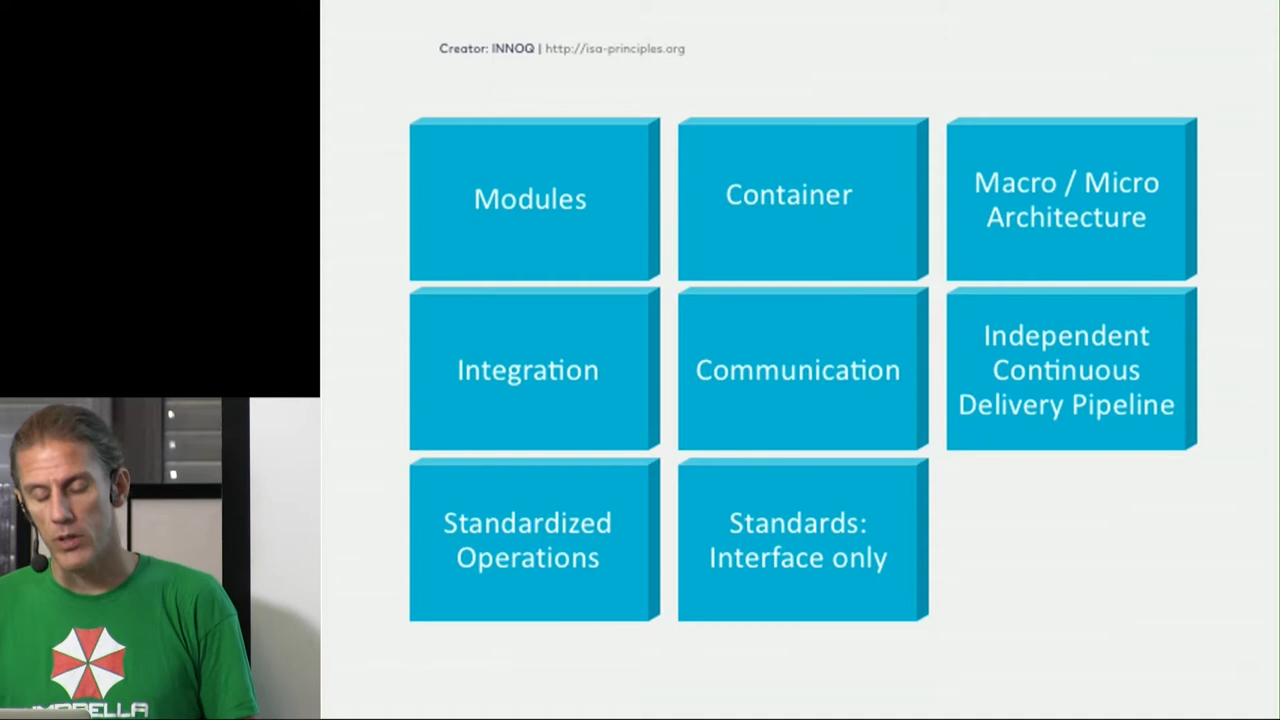 Creator: INNOQ | http://isa-principles.org
Modules
Container
Macro / Micro
Architecture
Integration
Communication
Independent
Continuous
Delivery Pipeline
Standardized
Operations
Standards:
Interface only